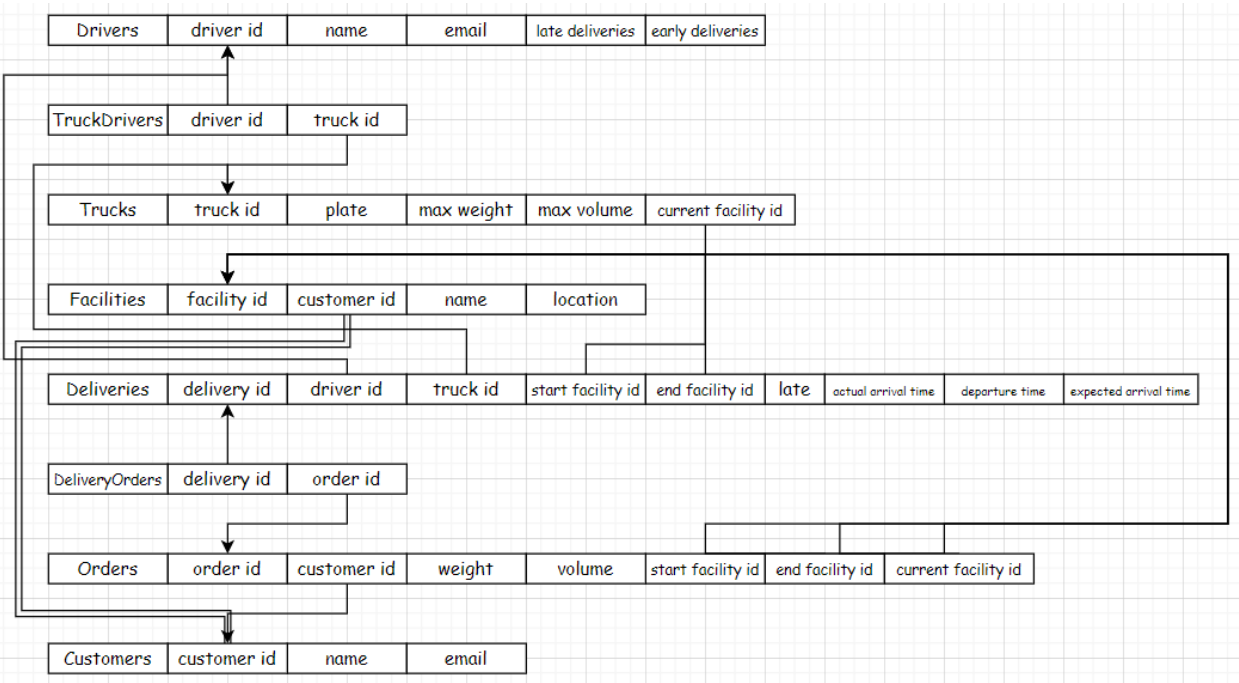 Drivers driver id name email late deliveries early deliveries
TruckDrivers driver id truck id
Trucks truck id plate max weight max volume current facility id
Facilities facility id customer id name location
Deliveries delivery id driver id truck id start facility id end facility id late actual arrival time departure time expected arrival time
DeliveryOrders delivery id order id
Orders order id customer id weight volume start facility id end facility id current facility id
Customers customer id name email